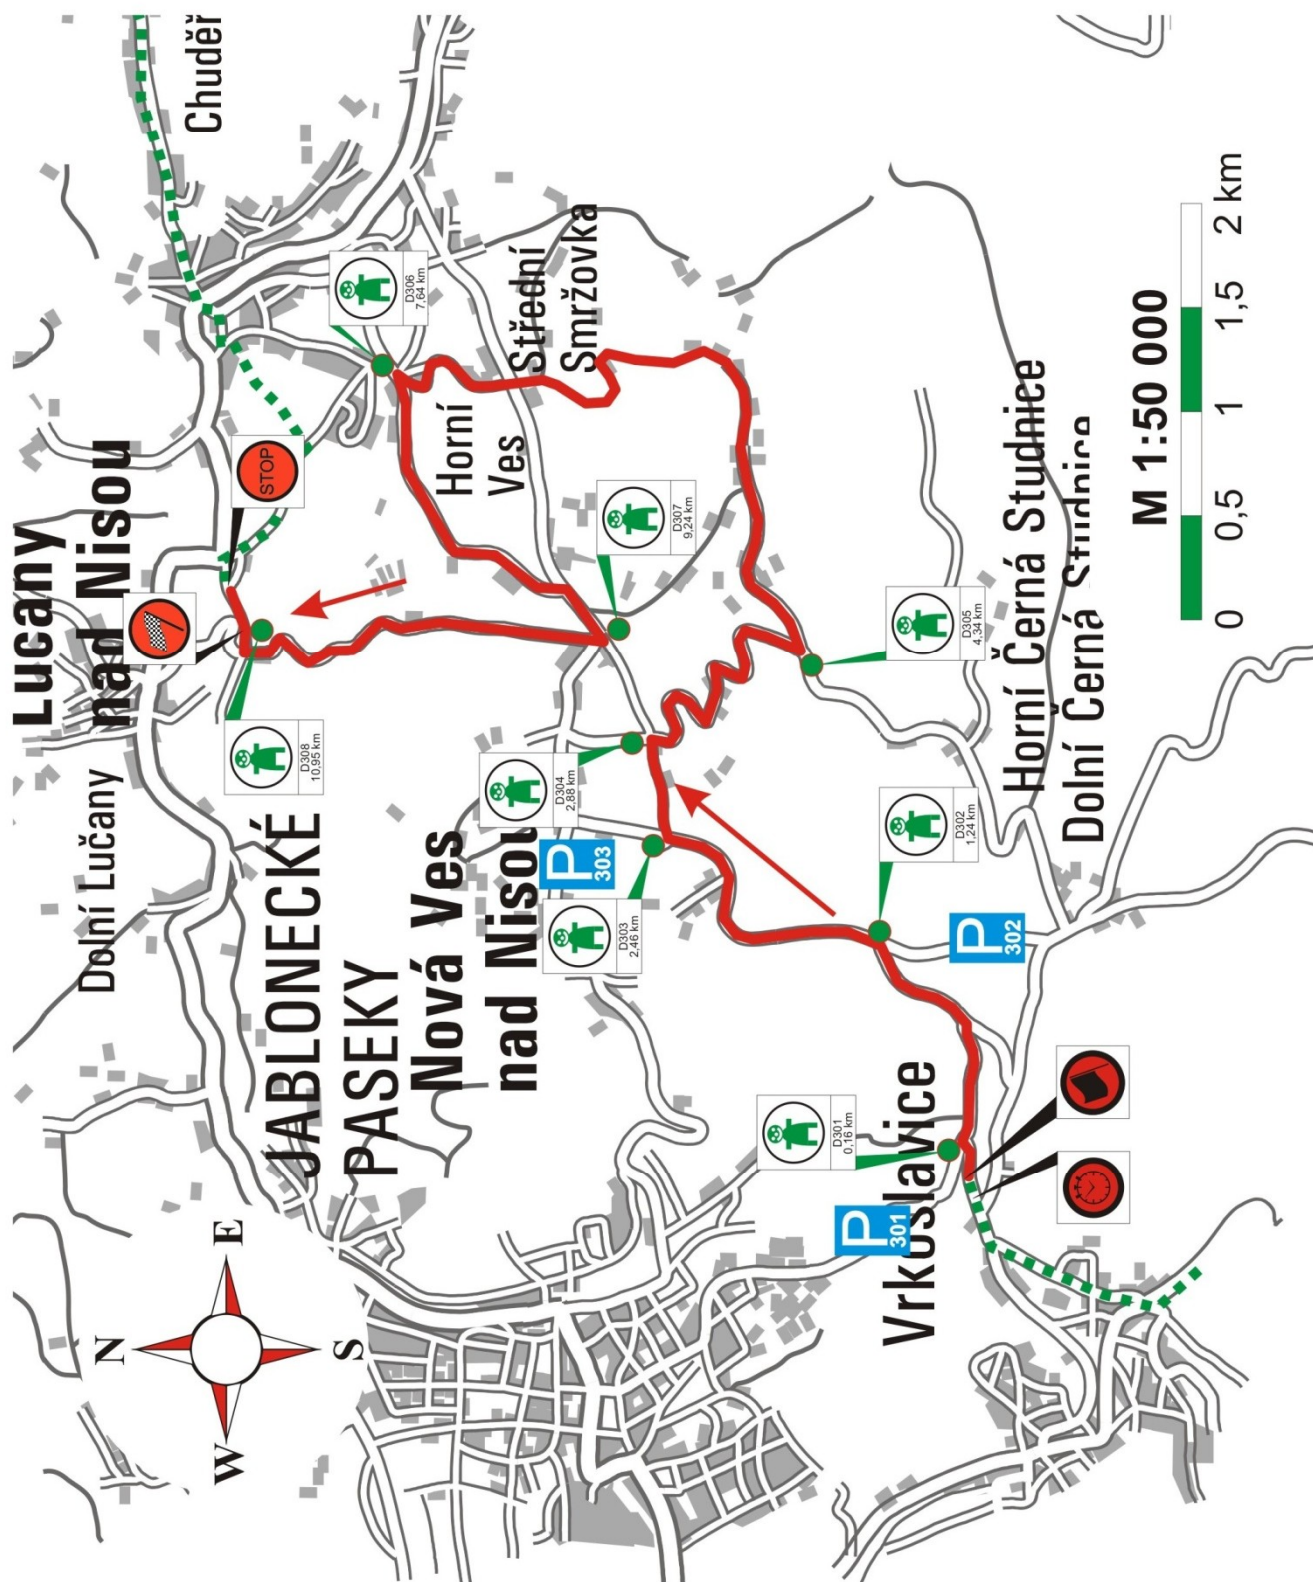 Lučany
nad Nisou
Dolní Lučany
Chuděř
N
W
E
S
STOP
D308
10,95 km
JABLONECKÉ
PASEKY
D306
7,64 km
Nová Ves
nad Nisou
Horní
Ves
Střední
Smržovka
D304
2,88 km
P
303
D303
2,46 km
D307
9,24 km
D301
0,16 km
P
301
Vrkoslavice
D302
1,24 km
D305
4,34 km
P
302
Horní Černá Studnice
Dolní Černá Studnice
M 1:50 000
0 0,5 1 1,5 2 km